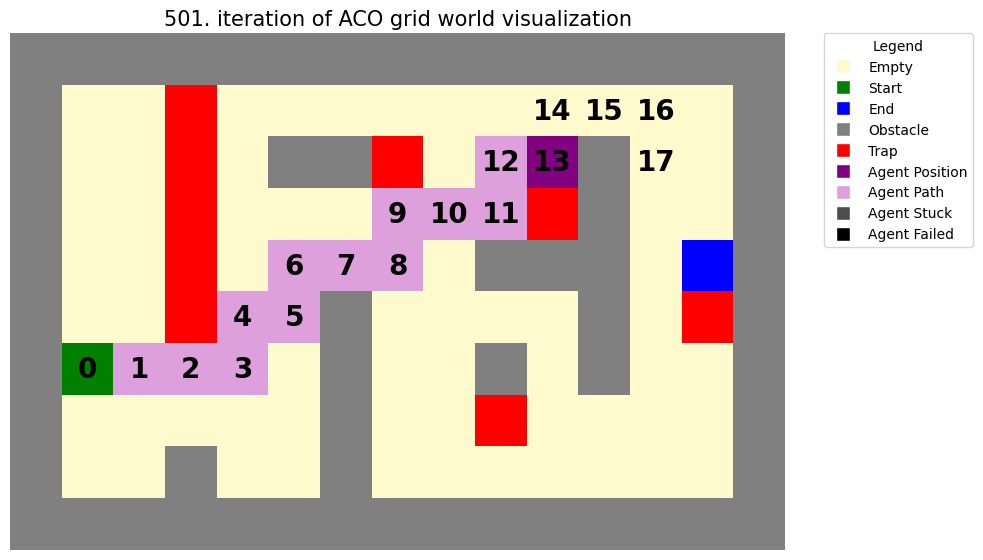 501. iteration of ACO grid world visualization
14 15 16
12 13 17
9 10 11
6 7 8
4 5
0 1 2 3
Legend
Empty
Start
End
Obstacle
Trap
Agent Position
Agent Path
Agent Stuck
Agent Failed